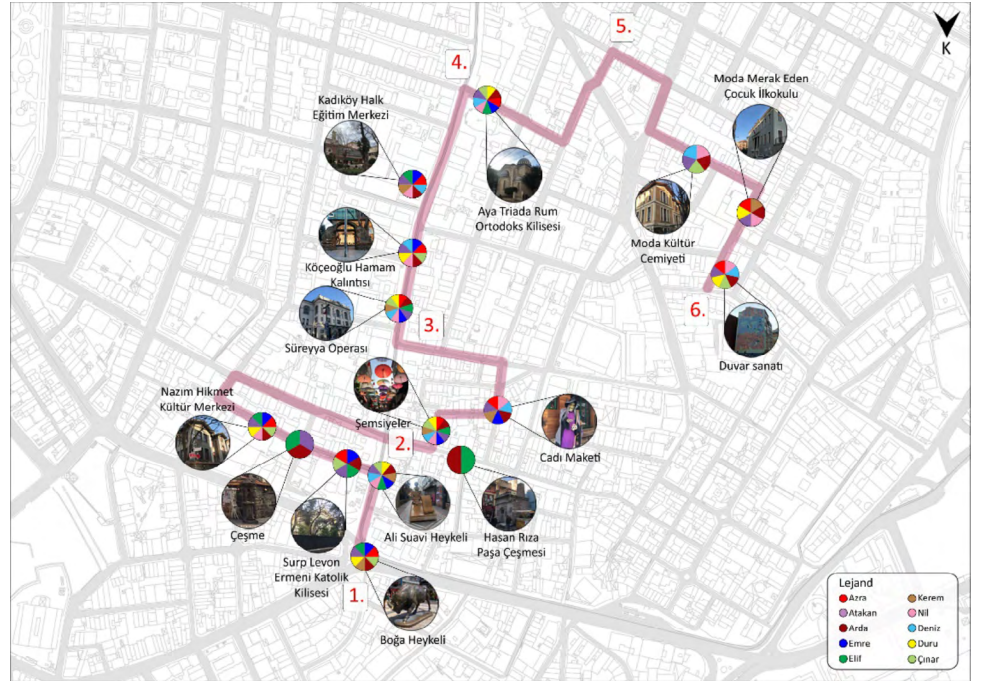 5.
K
4.
Moda Merak Eden
Çocuk İlkokulu
Kadıköy Halk
Eğitim Merkezi
Aya Triada Rum
Ortodoks Kilisesi
Moda Kültür
Cemiyeti
Köçeoğlu Hamam
Kalıntısı
6.
3.
Süreyya Operası
Duvar sanatı
Nazım Hikmet
Kültür Merkezi
Şemsiyeler
2.
Cadı Maketi
Çeşme
Surp Levon
Ermeni Katolik
Kilisesi
Ali Suavi Heykeli
Hasan Rıza
Paşa Çeşmesi
1.
Boğa Heykeli
Lejand
Azra
Atakan
Arda
Emre
Elif
Kerem
Nil
Deniz
Duru
Çınar